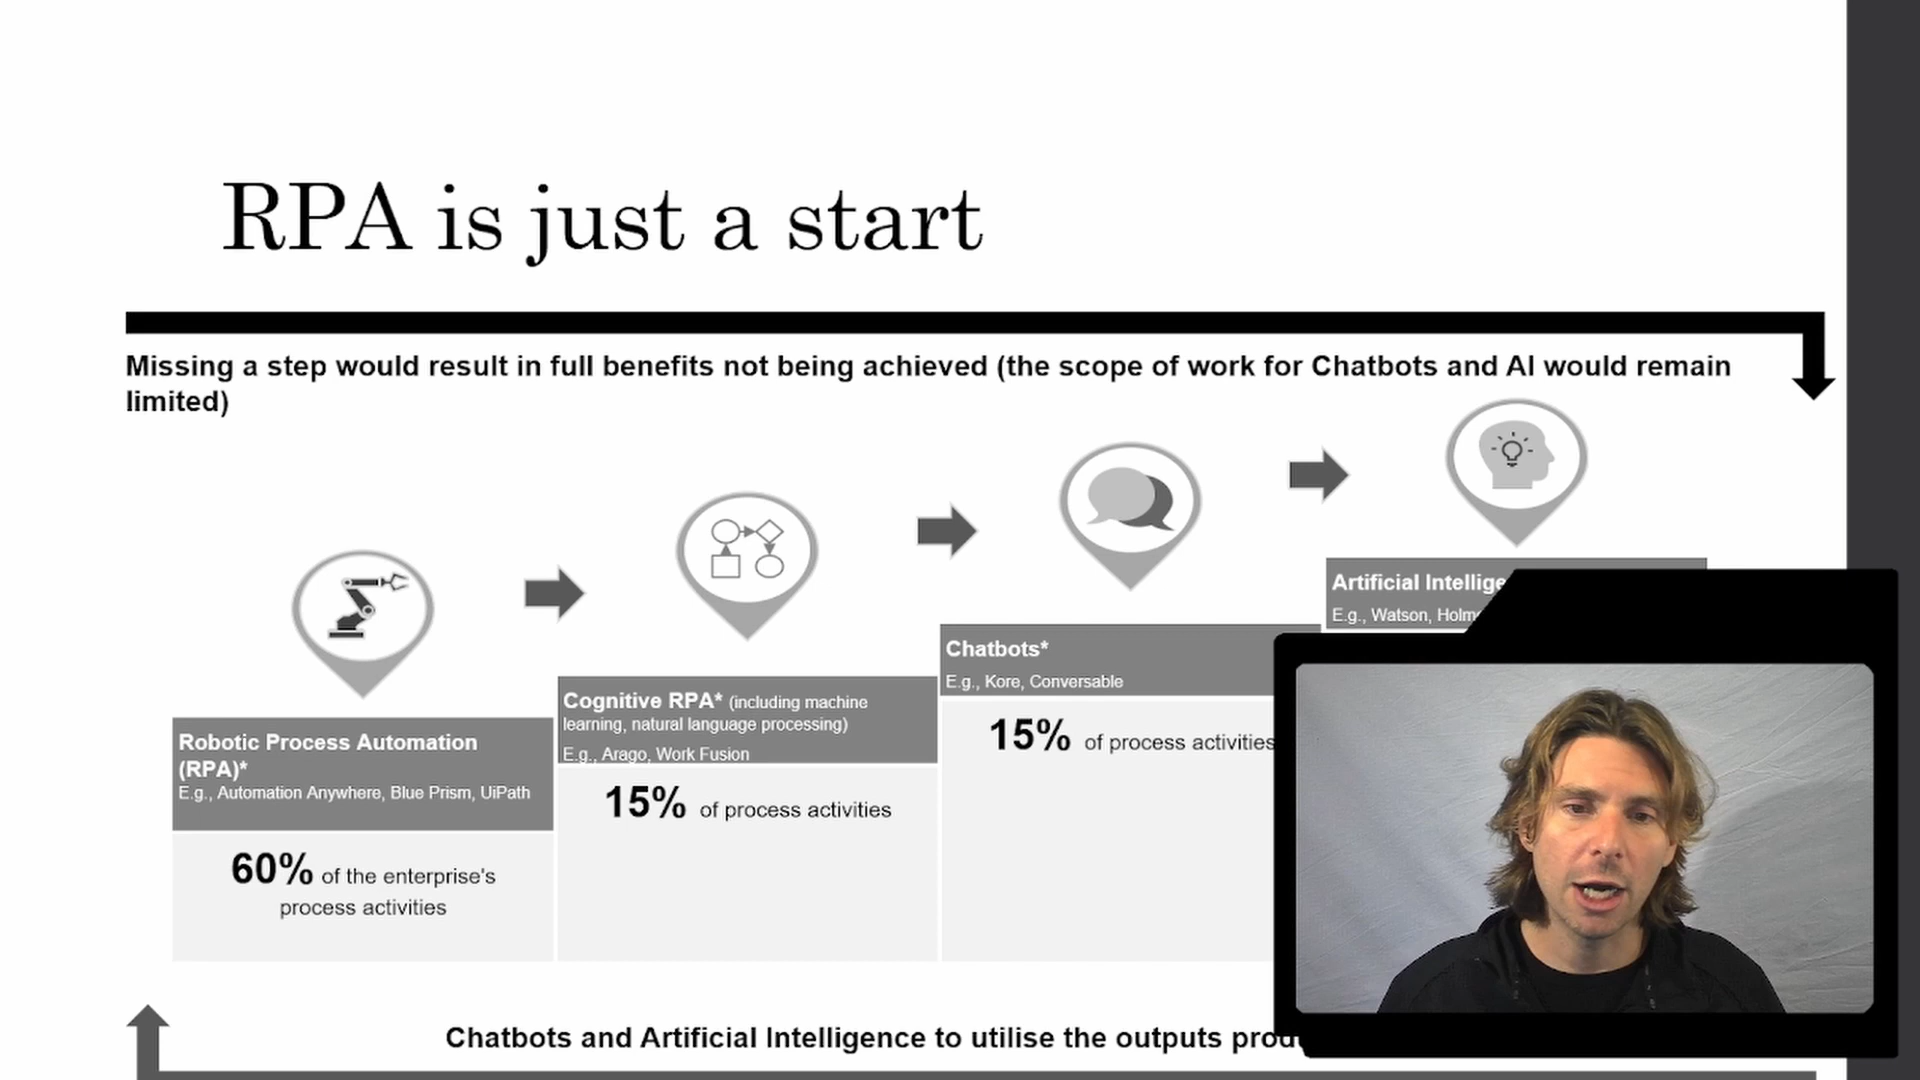 RPA is just a start
Missing a step would result in full benefits not being achieved (the scope of work for Chatbots and AI would remain
limited)
Robotic Process Automation
(RPA)*
E.g., Automation Anywhere, Blue Prism, UiPath
60% of the enterprise's
process activities
Cognitive RPA* (including machine
learning, natural language processing)
E.g., Arago, Work Fusion
15% of process activities
Chatbots*
E.g., Kore, Conversable
15% of process activities
Artificial
E.g., Watson,
Chatbots and Artificial Intelligence to utilise the outputs